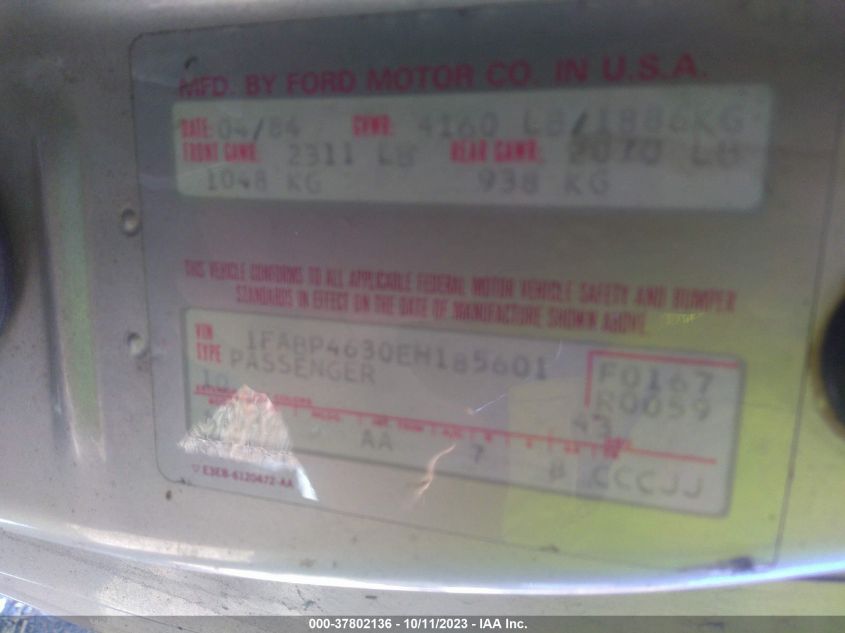 MFD. BY FORD MOTOR CO. IN U.S.A.
DATE: 04/84 GVWR: 4160 LB/1886KG
FRONT GAWR: 2311 LB REAR GAWR: 2070 LB
1048 KG 938 KG
THIS VEHICLE CONFORMS TO ALL APPLICABLE FEDERAL MOTOR VEHICLE SAFETY AND BUMPER
STANDARDS IN EFFECT ON THE DATE OF MANUFACTURE SHOWN ABOVE.
VIN 1FABP4630EH185601
TYPE PASSENGER
F0167
R0059
43
AA 7 CCCJJ
▽ E3EB-6120472-AA
000-37802136 - 10/11/2023 - IAA Inc.